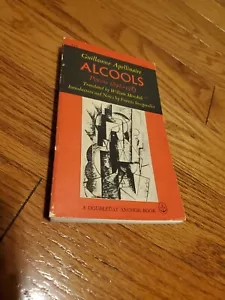 Guillaume Apollinaire
ALCOOLS
Poems 1898-1913
Translated by William Meredith
Introduction and Notes by Francis Steegmuller
A DOUBLEDAY ANCHOR BOOK